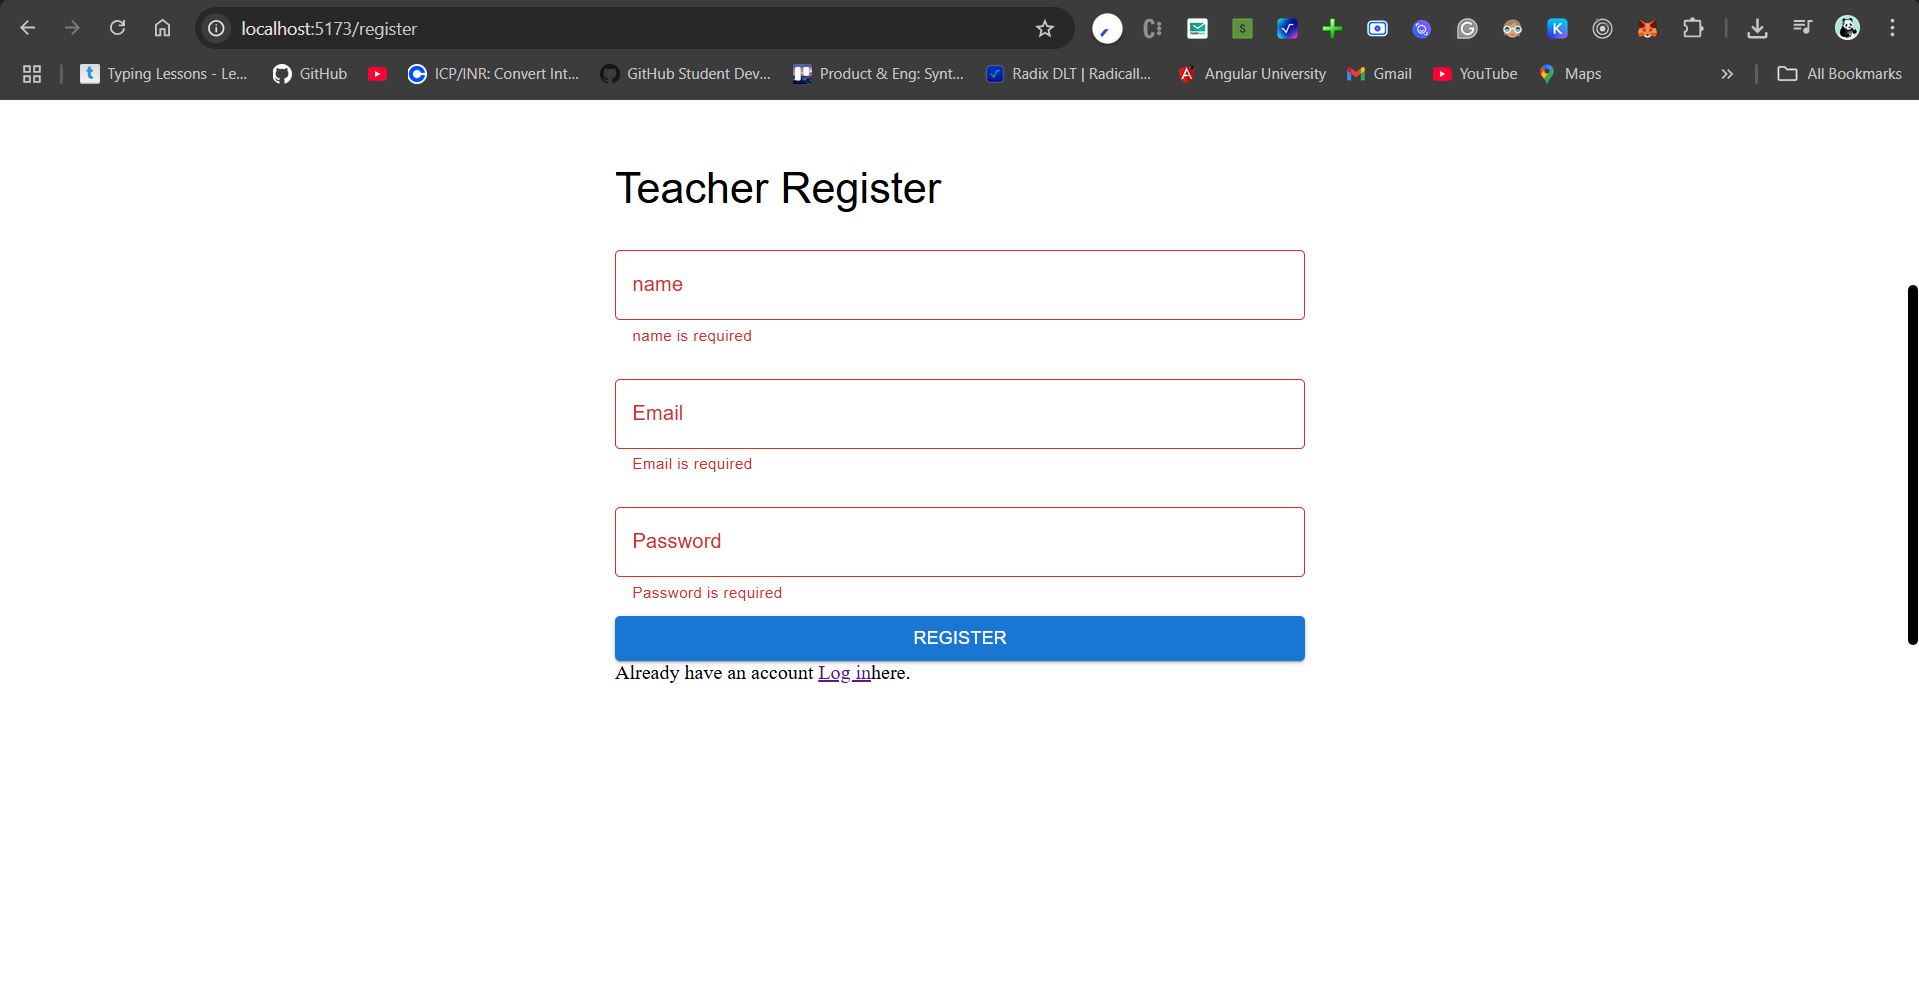 localhost:5173/register
Typing Lessons - Le... GitHub ICP/INR: Convert Int... GitHub Student Dev... Product & Eng: Synt... Radix DLT | Radicall... Angular University Gmail YouTube Maps » All Bookmarks
Teacher Register
name
name is required
Email
Email is required
Password
Password is required
REGISTER
Already have an account Log inhere.